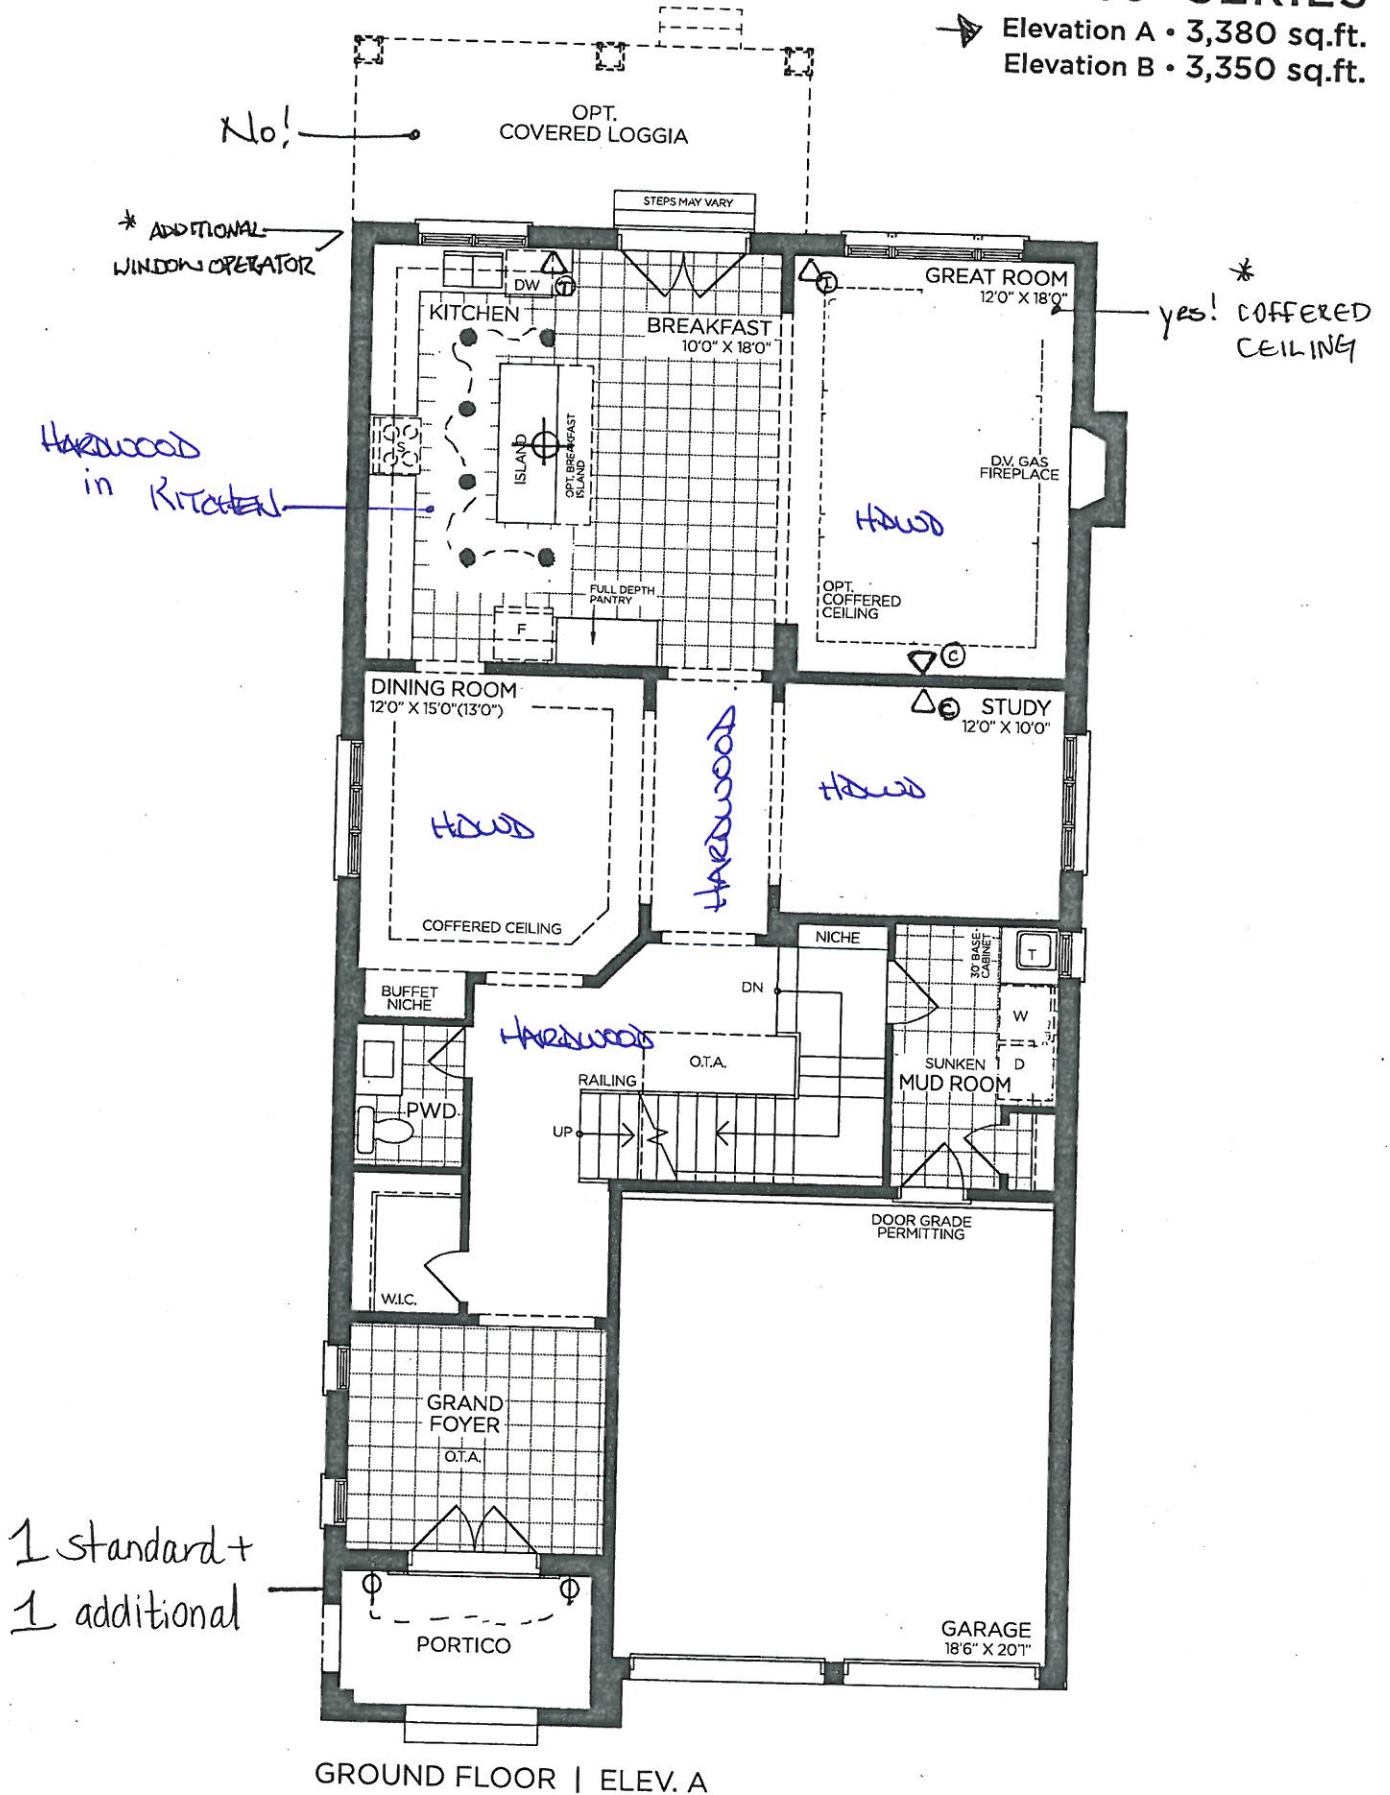 SERIES
Elevation A • 3,380 sq.ft.
Elevation B • 3,350 sq.ft.
No!
OPT.
COVERED LOGGIA
STEPS MAY VARY
* ADDITIONAL
WINDOW OPERATOR
DW
T
KITCHEN
BREAKFAST
10'0" X 18'0"
GREAT ROOM
12'0" X 18'0"
*
yes! COFFERED
CEILING
HARDWOOD
in KITCHEN
S
ISLAND
OPT. BREAKFAST
ISLAND
D.V. GAS
FIREPLACE
HDWD
OPT.
COFFERED
CEILING
FULL DEPTH
PANTRY
F
C
DINING ROOM
12'0" X 15'0"(13'0")
C
STUDY
12'0" X 10'0"
HDWD
HARDWOOD
HDWD
COFFERED CEILING
NICHE
30" BASE
CABINET
T
BUFFET
NICHE
DN
W
HARDWOOD
O.T.A.
D
SUNKEN
MUD ROOM
RAILING
PWD.
UP
DOOR GRADE
PERMITTING
W.I.C.
GRAND
FOYER
O.T.A.
1 standard +
1 additional
PORTICO
GARAGE
18'6" X 20'1"
GROUND FLOOR | ELEV. A